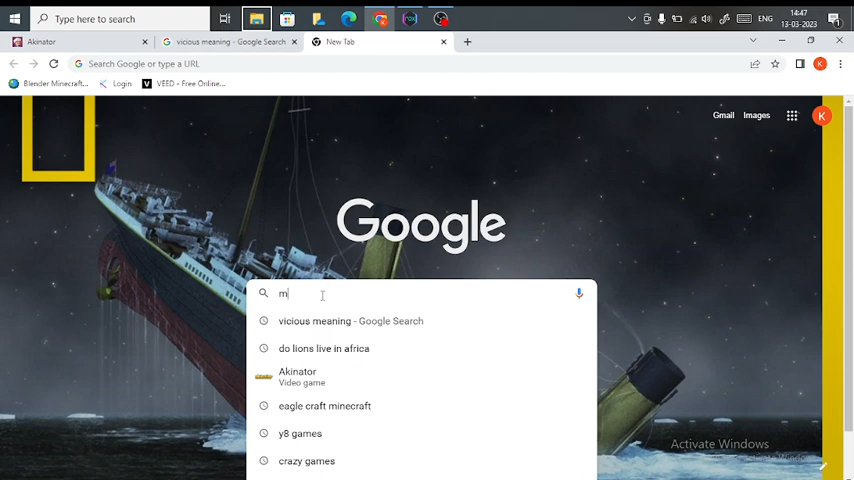 Type here to search
ENG
14:47
13-03-2023
1
Akinator
vicious meaning - Google Search
New Tab
Search Google or type a URL
K
Blender Minecraft...
Login
V
VEED - Free Online...
Gmail
Images
K
Google
m
vicious meaning - Google Search
do lions live in africa
Akinator
Video game
eagle craft minecraft
y8 games
crazy games
Activate Windows